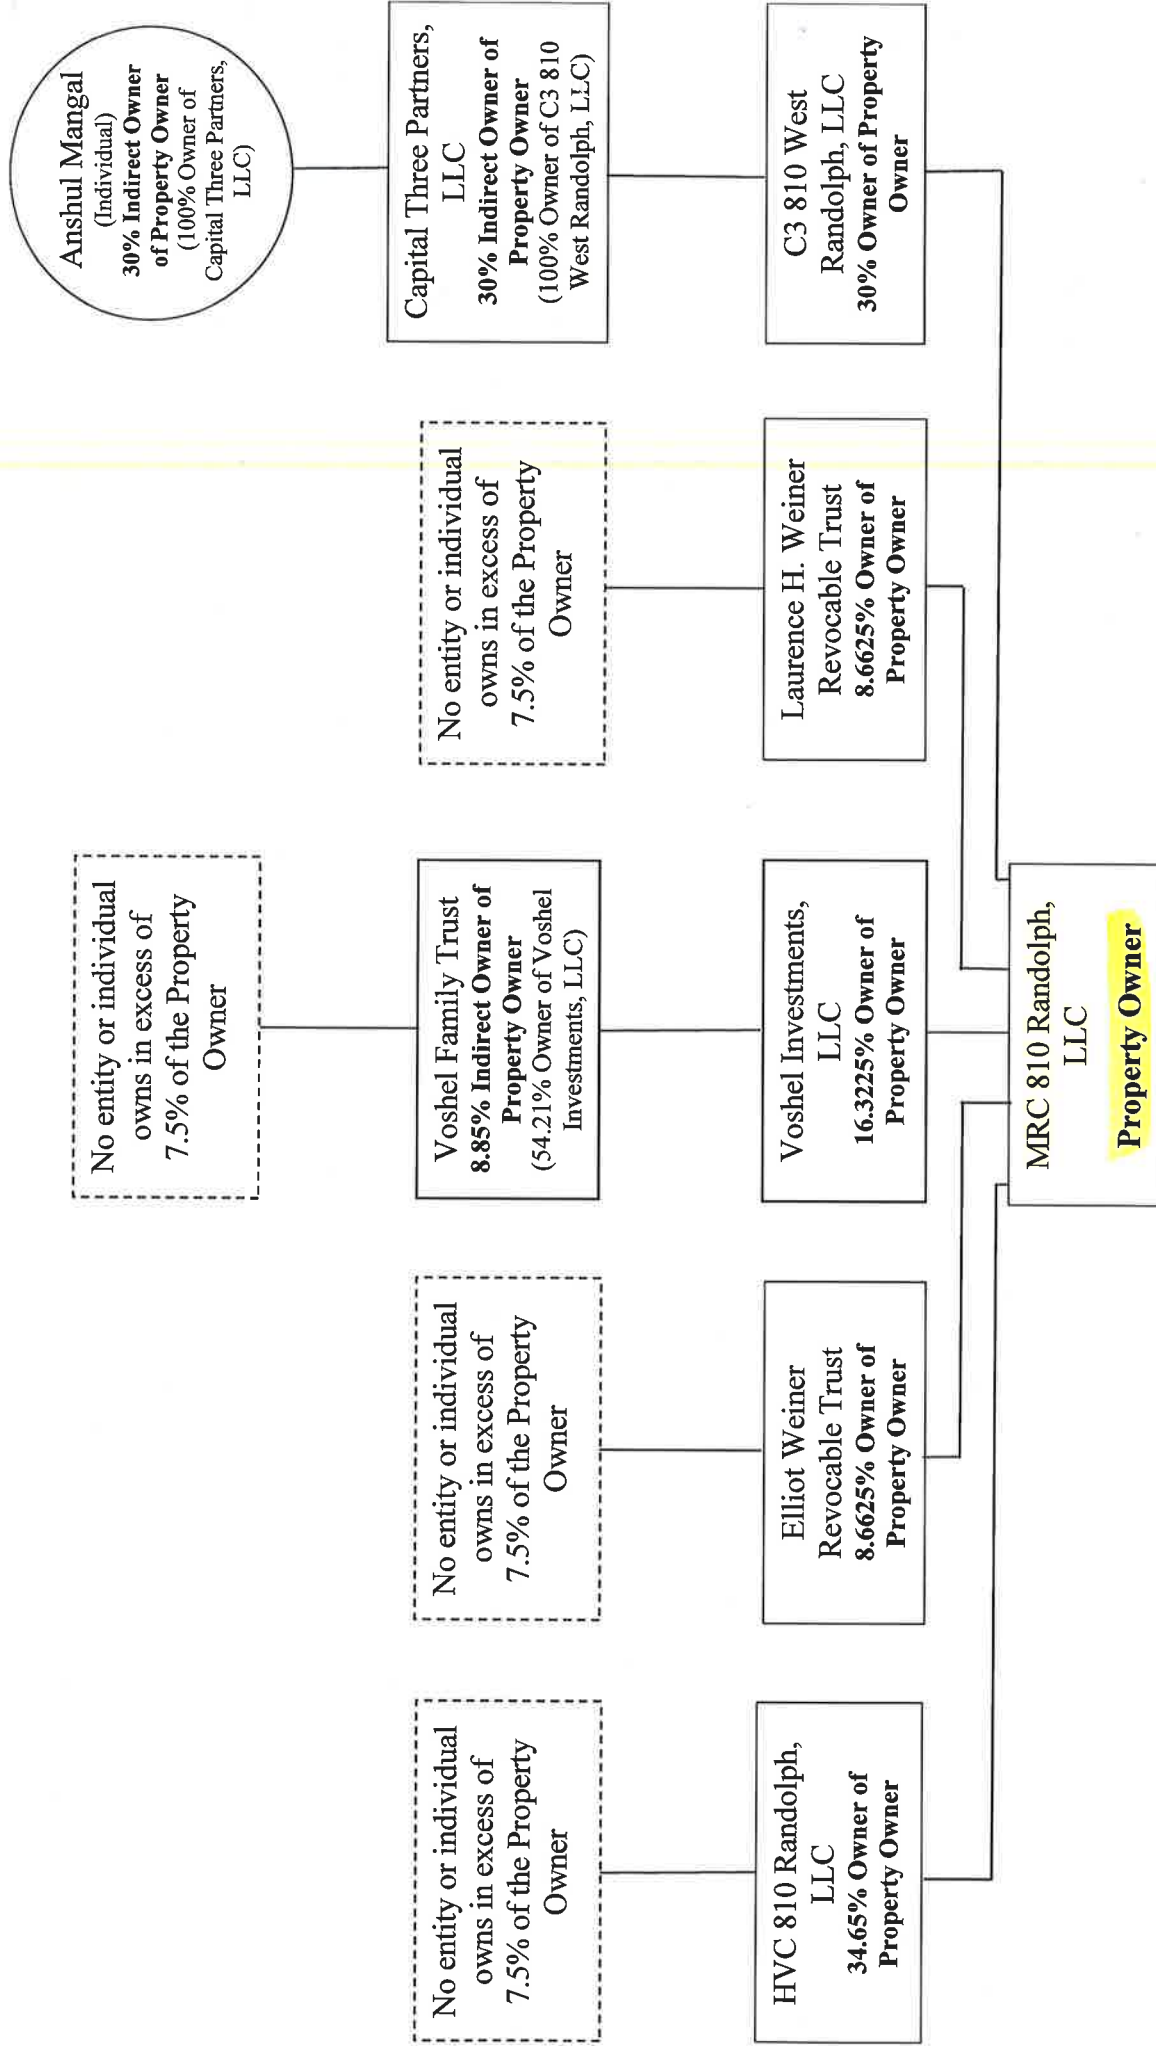 Anshul Mangal
(Individual)
30% Indirect Owner
of Property Owner
(100% Owner of
Capital Three Partners,
LLC)
Capital Three Partners,
LLC
30% Indirect Owner of
Property Owner
(100% Owner of C3 810
West Randolph, LLC)
C3 810 West
Randolph, LLC
30% Owner of Property
Owner
No entity or individual
owns in excess of
7.5% of the Property
Owner
Laurence H. Weiner
Revocable Trust
8.6625% Owner of
Property Owner
No entity or individual
owns in excess of
7.5% of the Property
Owner
Voshel Family Trust
8.85% Indirect Owner of
Property Owner
(54.21% Owner of Voshel
Investments, LLC)
Voshel Investments,
LLC
16.3225% Owner of
Property Owner
No entity or individual
owns in excess of
7.5% of the Property
Owner
Elliot Weiner
Revocable Trust
8.6625% Owner of
Property Owner
No entity or individual
owns in excess of
7.5% of the Property
Owner
HVC 810 Randolph,
LLC
34.65% Owner of
Property Owner
MRC 810 Randolph,
LLC
Property Owner